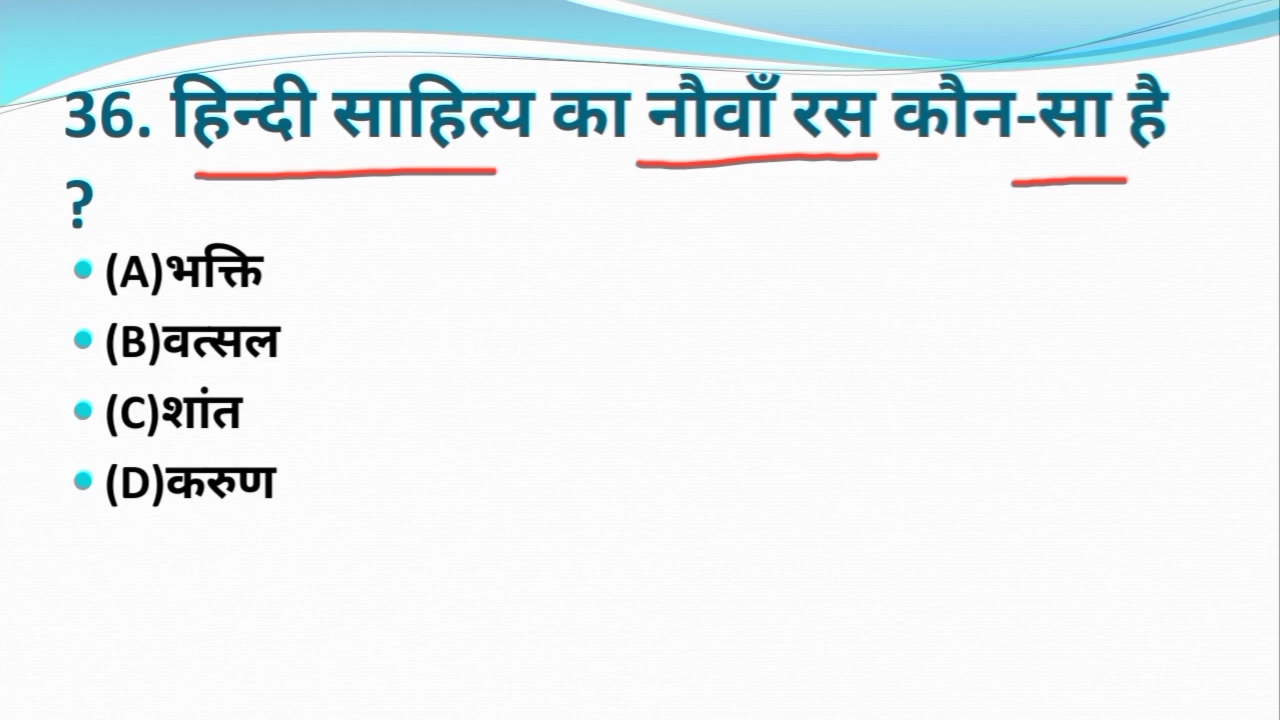 36. हिन्दी साहित्य का नौवाँ रस कौन-सा है
?
(A)भक्ति
(B)वत्सल
(C)शांत
(D)करुण